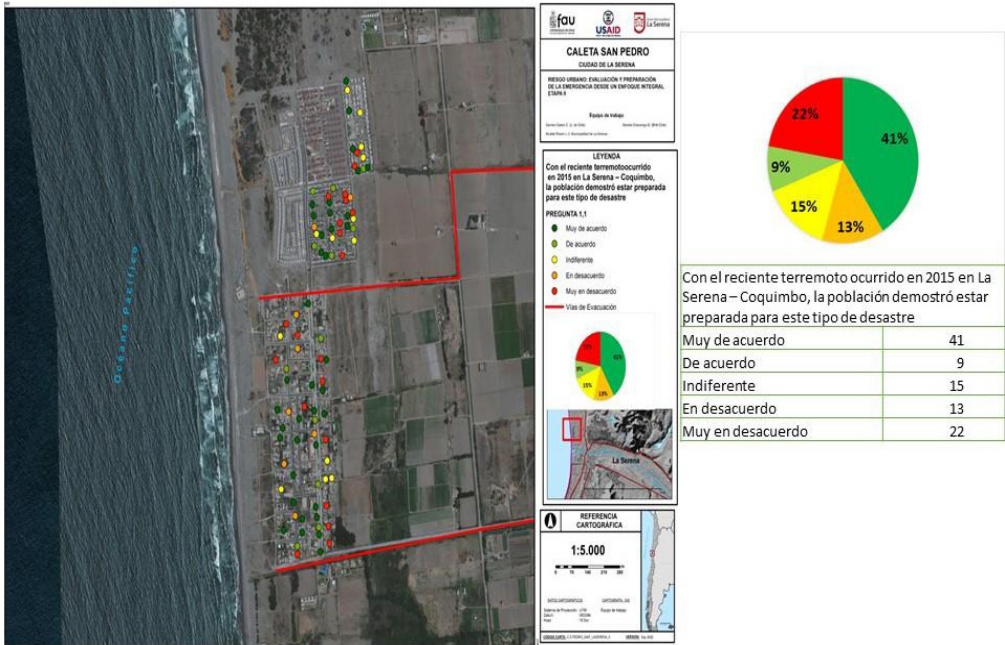 Océano Pacífico
fau
USAID
La Serena
CALETA SAN PEDRO
CIUDAD DE LA SERENA
RIESGO URBANO: EVALUACIÓN Y PREPARACIÓN
DE LA EMERGENCIA DESDE UN ENFOQUE INTEGRAL
ETAPA II
Equipo de trabajo
LEYENDA
Con el reciente terremotoocurrido
en 2015 en La Serena – Coquimbo,
la población demostró estar preparada
para este tipo de desastre
PREGUNTA 1,1
Muy de acuerdo
De acuerdo
Indiferente
En desacuerdo
Muy en desacuerdo
Vías de Evacuación
22%
41%
9%
15%
13%
La Serena
REFERENCIA
CARTOGRÁFICA
1:5.000
22%
41%
9%
15%
13%
Con el reciente terremoto ocurrido en 2015 en La
Serena – Coquimbo, la población demostró estar
preparada para este tipo de desastre
Muy de acuerdo 41
De acuerdo 9
Indiferente 15
En desacuerdo 13
Muy en desacuerdo 22